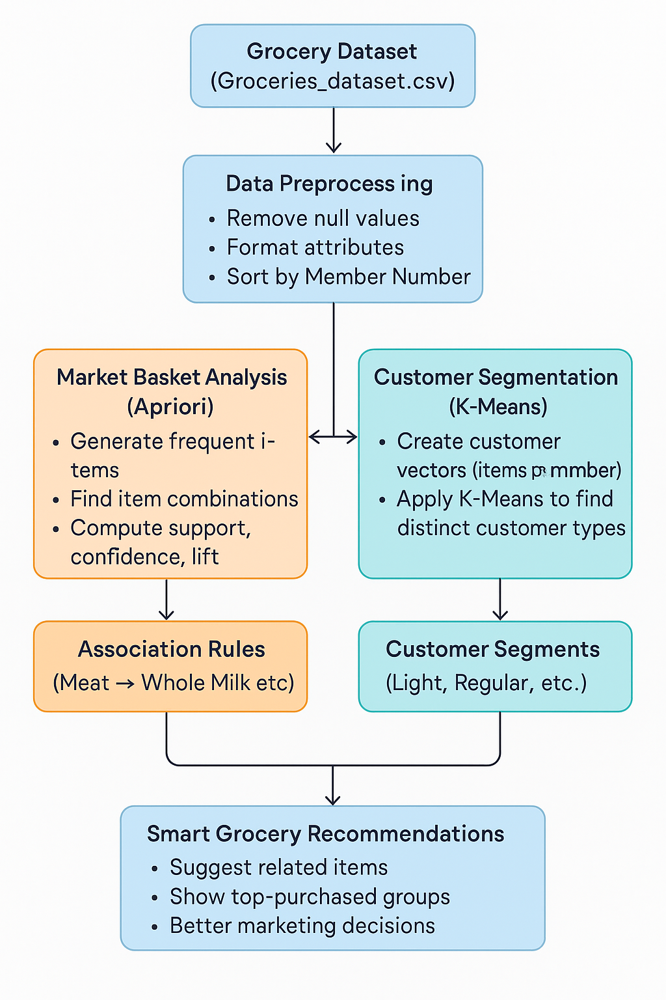 Grocery Dataset
(Groceries_dataset.csv)
Data Preprocess ing
• Remove null values
• Format attributes
• Sort by Member Number
Market Basket Analysis
(Apriori)
• Generate frequent i-
tems
• Find item combinations
• Compute support,
confidence, lift
Customer Segmentation
(K-Means)
• Create customer
vectors (items mmber)
• Apply K-Means to find
distinct customer types
Association Rules
(Meat → Whole Milk etc)
Customer Segments
(Light, Regular, etc.)
Smart Grocery Recommendations
• Suggest related items
• Show top-purchased groups
• Better marketing decisions